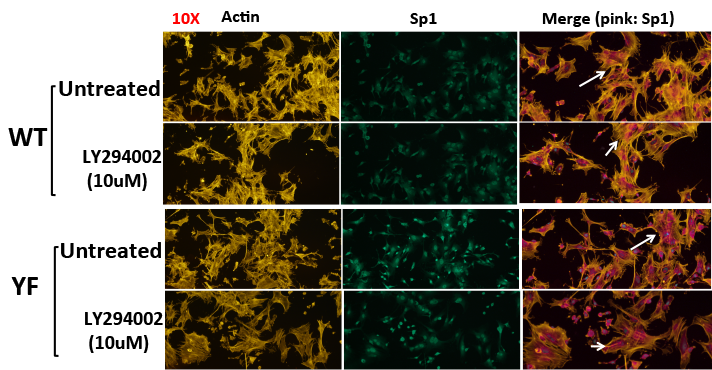 10X Actin Sp1 Merge (pink: Sp1)
Untreated
WT
LY294002
(10uM)
Untreated
YF
LY294002
(10uM)